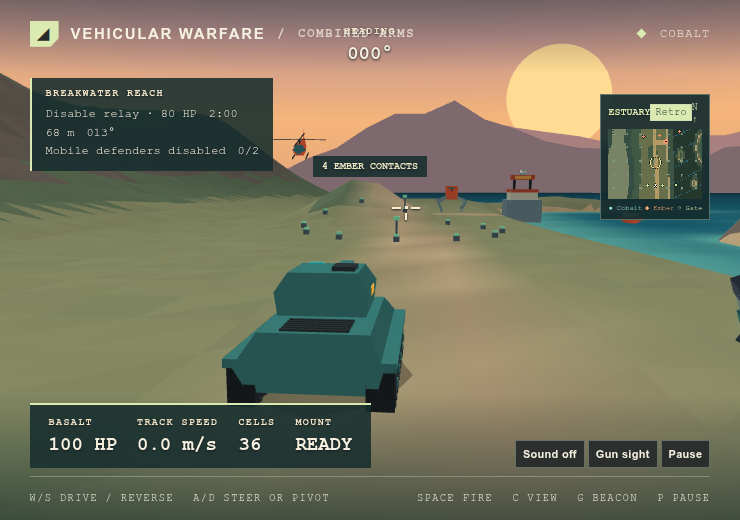 VEHICULAR WARFARE / COMBINED ARMS
HEADING
000°
COBALT
BREAKWATER REACH
Disable relay · 80 HP 2:00
68 m 013°
Mobile defenders disabled 0/2
4 EMBER CONTACTS
ESTUARY
Retro
N
Cobalt Ember Gate
BASALT TRACK SPEED CELLS MOUNT
100 HP 0.0 m/s 36 READY
Sound off Gun sight Pause
W/S DRIVE / REVERSE A/D STEER OR PIVOT
SPACE FIRE C VIEW G BEACON P PAUSE